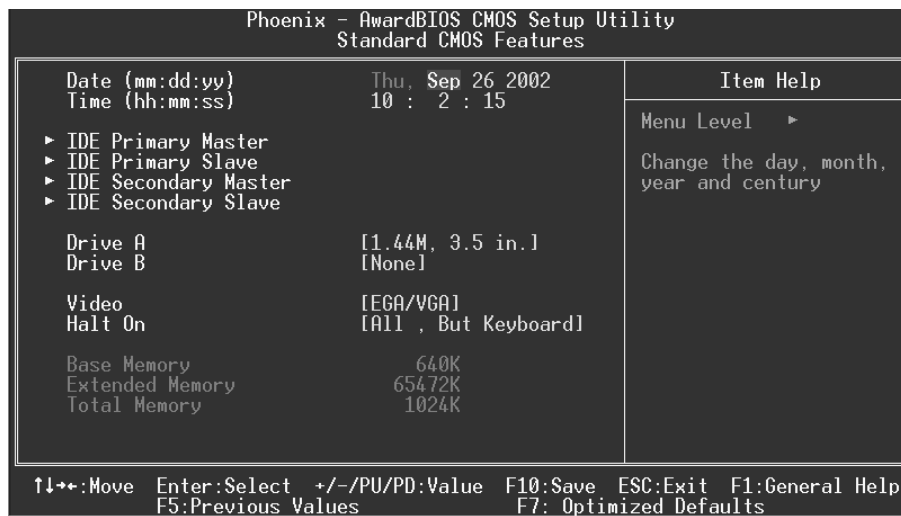 Phoenix - AwardBIOS CMOS Setup Utility
Standard CMOS Features
Date (mm:dd:yy) Thu, Sep 26 2002
Time (hh:mm:ss) 10 : 2 : 15
► IDE Primary Master
► IDE Primary Slave
► IDE Secondary Master
► IDE Secondary Slave
Drive A [1.44M, 3.5 in.]
Drive B [None]
Video [EGA/VGA]
Halt On [All , But Keyboard]
Base Memory 640K
Extended Memory 65472K
Total Memory 1024K
Item Help
Menu Level ►
Change the day, month,
year and century
↑↓→←:Move Enter:Select +/-/PU/PD:Value F10:Save ESC:Exit F1:General Help
F5:Previous Values F7: Optimized Defaults